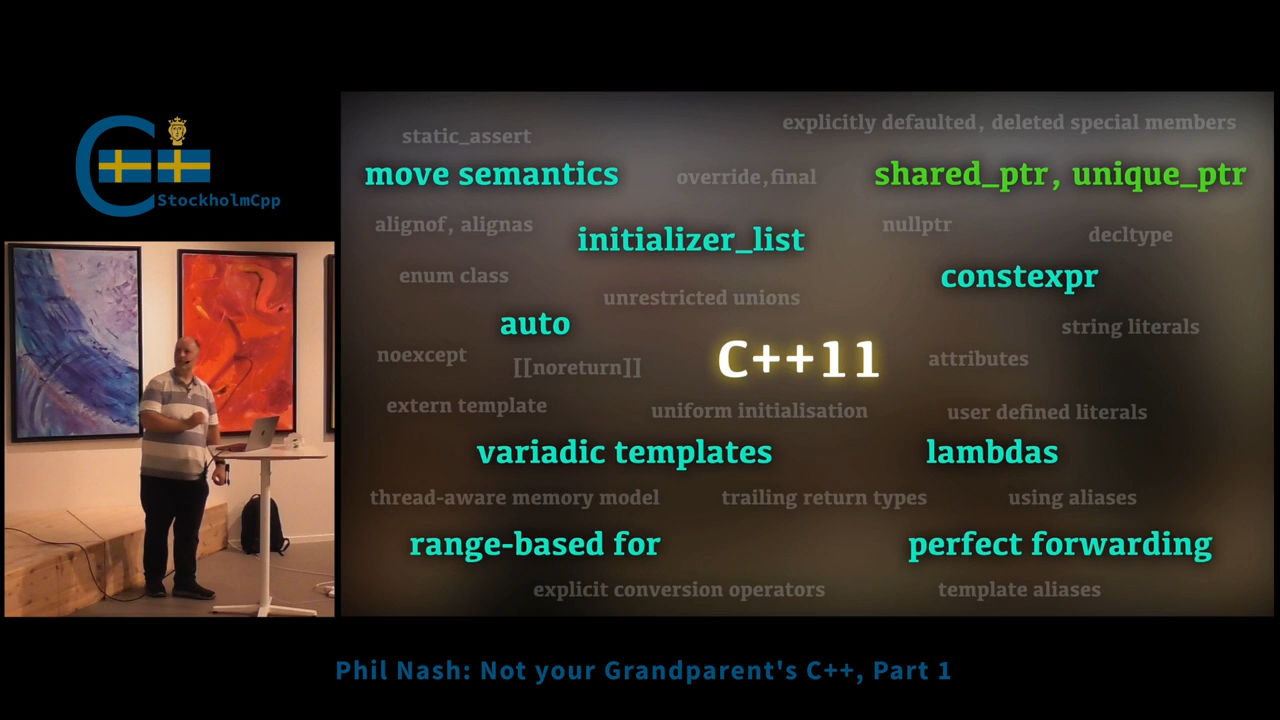 StockholmCpp
static_assert
explicitly defaulted, deleted special members
move semantics
override,final
shared_ptr, unique_ptr
alignof, alignas
initializer_list
nullptr
decltype
enum class
unrestricted unions
constexpr
auto
string literals
noexcept
[[noreturn]]
C++11
attributes
extern template
uniform initialisation
user defined literals
variadic templates
lambdas
thread-aware memory model
trailing return types
using aliases
range-based for
perfect forwarding
explicit conversion operators
template aliases
Phil Nash: Not your Grandparent's C++, Part 1